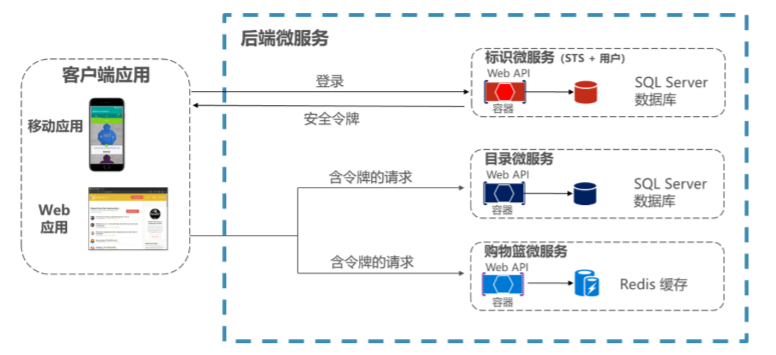 后端微服务
客户端应用
移动应用
Web
应用
登录
安全令牌
标识微服务 (STS + 用户)
Web API
容器
SQL Server
数据库
含令牌的请求
目录微服务
Web API
容器
SQL Server
数据库
含令牌的请求
购物篮微服务
Web API
容器
Redis 缓存